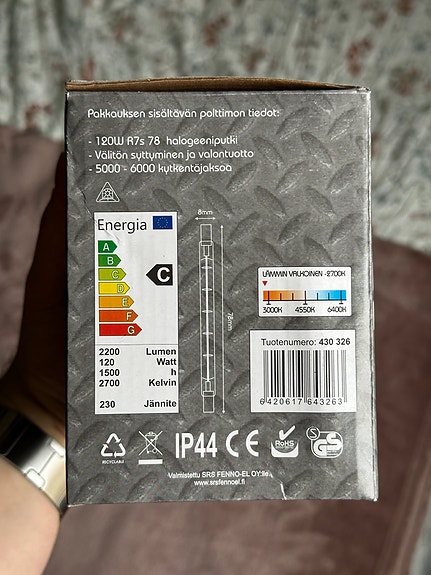 Pakkauksen sisältävän polttimon tiedot:
- 120W R7s 78 halogeeniputki
- Välitön syttyminen ja valontuotto
- 5000 - 6000 kytkentäjaksoa
Energia
A
B
C
D
E
F
G
C
2200 Lumen
120 Watt
1500 h
2700 Kelvin
230 Jännite
8mm
78mm
LÄMMIN VALKOINEN -2700K
3000K 4550K 6400K
Tuotenumero: 430 326
6 420617 643263
RECYCLABLE
IP44 CE
RoHS
GS
Valmistettu SRS FENNO-EL OY:lle
www.srsfennoel.fi